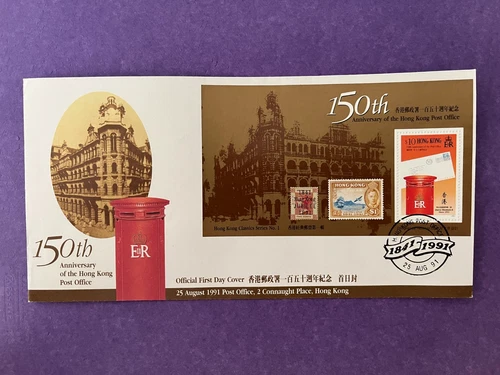 150th
Anniversary
of the Hong Kong
Post Office
EIIR
150th
香港郵政署一百五十週年紀念
Anniversary of the Hong Kong Post Office
Hong Kong Classics Series No. 1
HONG KONG
$1
$10 HONG KONG
香港
1841 1991
25 AUG 91
Official First Day Cover 香港郵政署一百五十週年紀念 首日封
25 August 1991 Post Office, 2 Connaught Place, Hong Kong